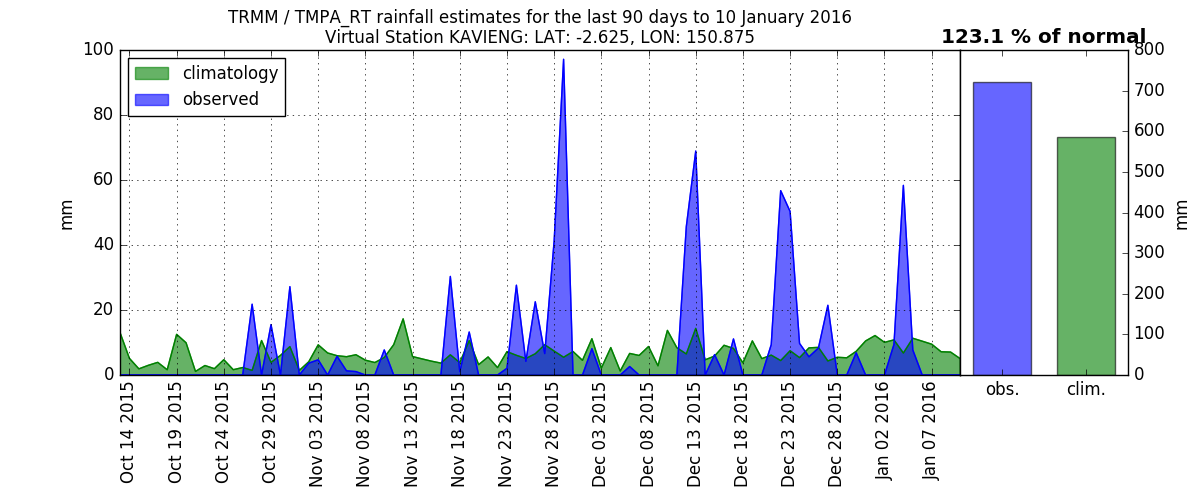 TRMM / TMPA_RT rainfall estimates for the last 90 days to 10 January 2016
Virtual Station KAVIENG: LAT: -2.625, LON: 150.875
123.1 % of normal
climatology
observed
mm
100
80
60
40
20
0
Oct 14 2015
Oct 19 2015
Oct 24 2015
Oct 29 2015
Nov 03 2015
Nov 08 2015
Nov 13 2015
Nov 18 2015
Nov 23 2015
Nov 28 2015
Dec 03 2015
Dec 08 2015
Dec 13 2015
Dec 18 2015
Dec 23 2015
Dec 28 2015
Jan 02 2016
Jan 07 2016
800
700
600
500
400
300
200
100
0
mm
obs.
clim.